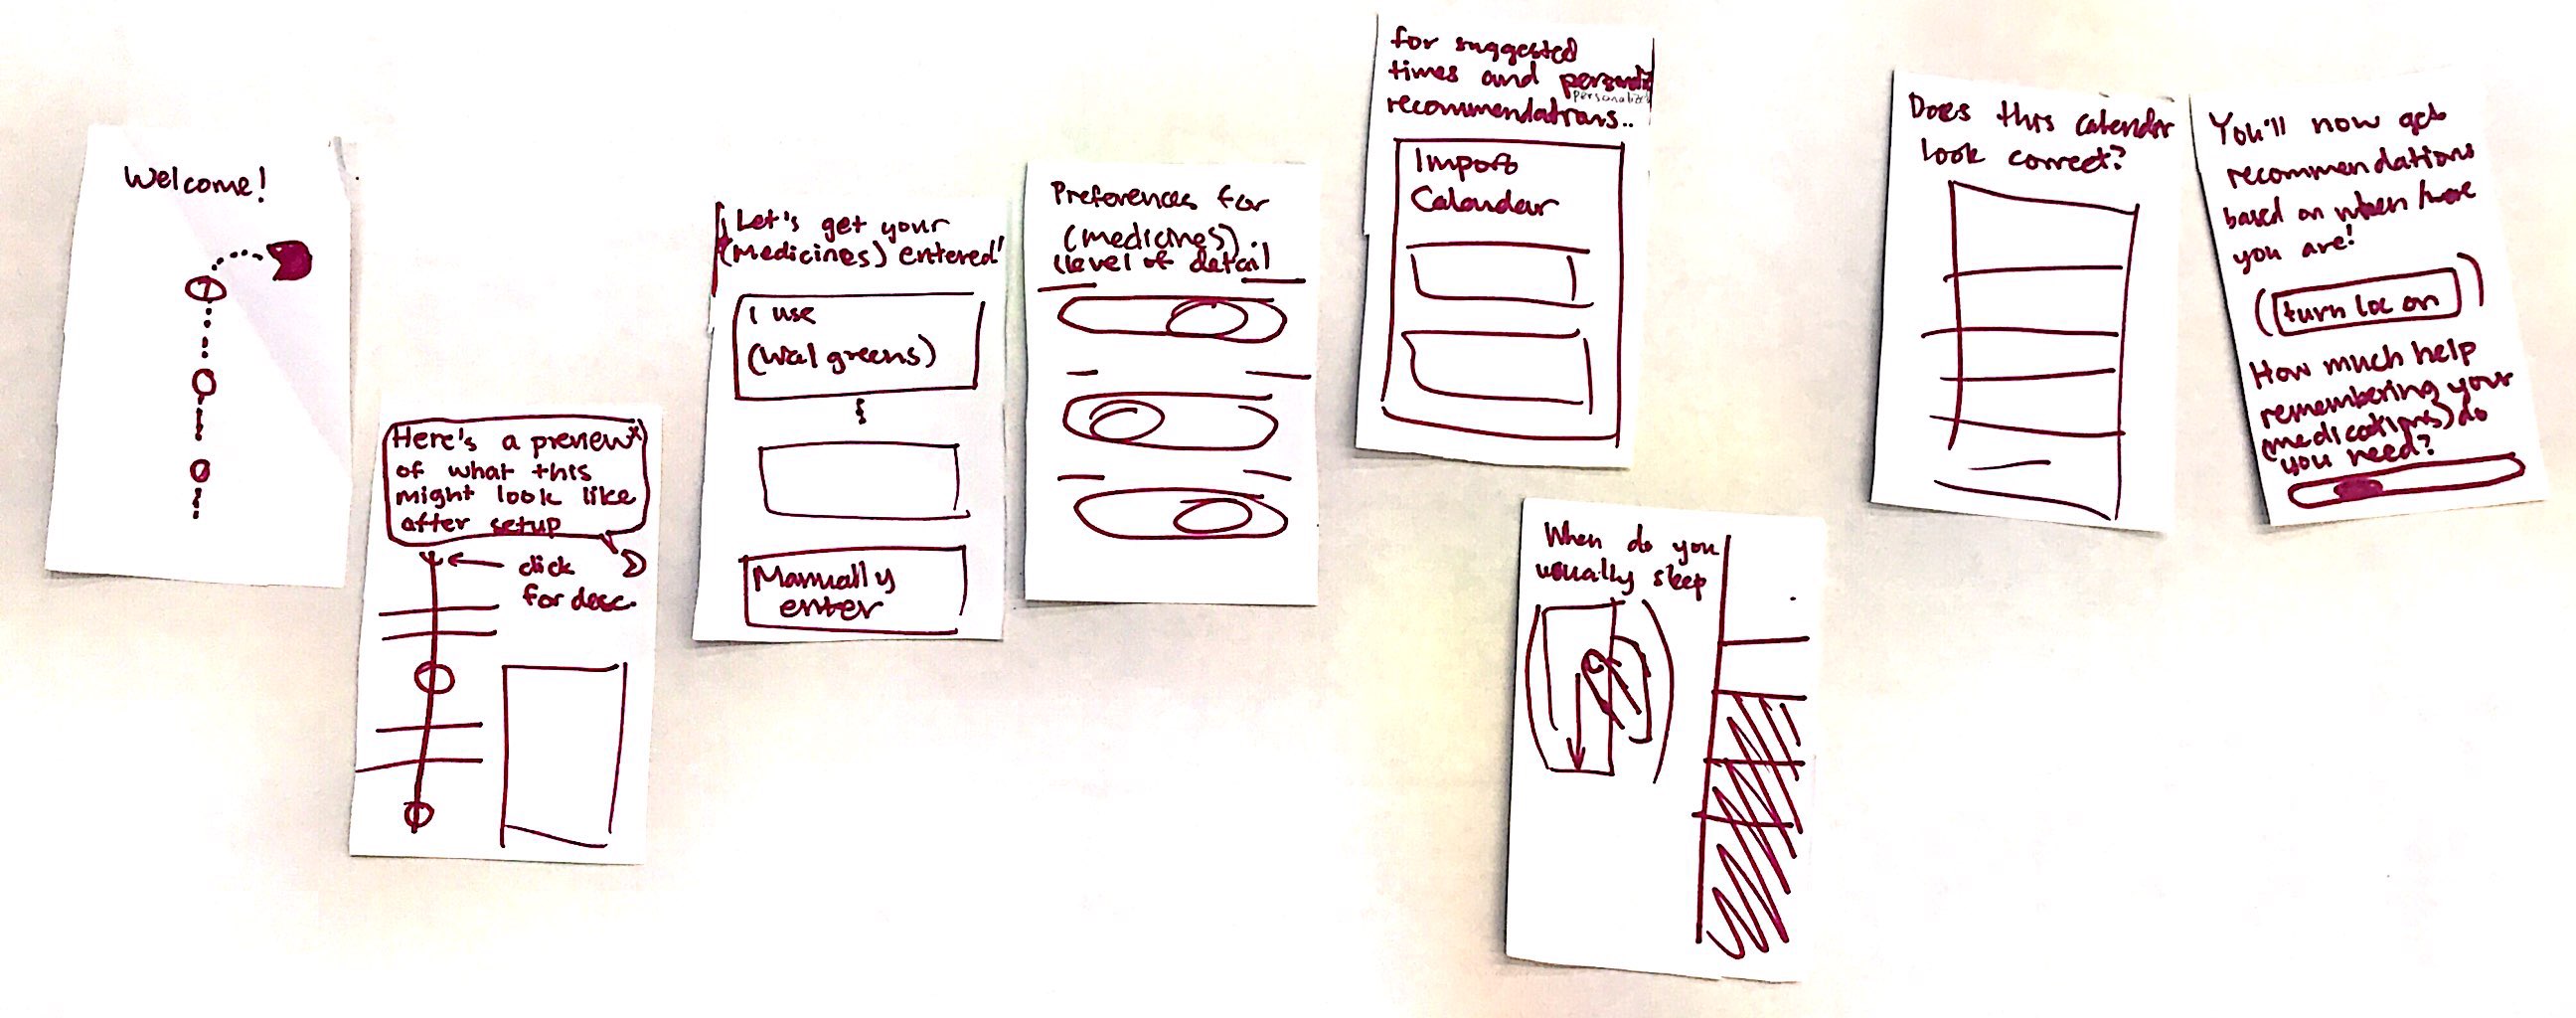 Welcome!
Here's a preview x
of what this
might look like
after setup
click
for desc.
Let's get your
(medicines) entered!
I use
(Walgreens)
Manually
enter
Preferences for
(medicines).
(level of detail
for suggested
times and
personaliz
recommendations..
Import
Calendar
When do you
usually sleep
Does this calendar
look correct?
You'll now get
recommendations
based on when/where
you are!
(turn loc on)
How much help
remembering your
(medications) do
you need?